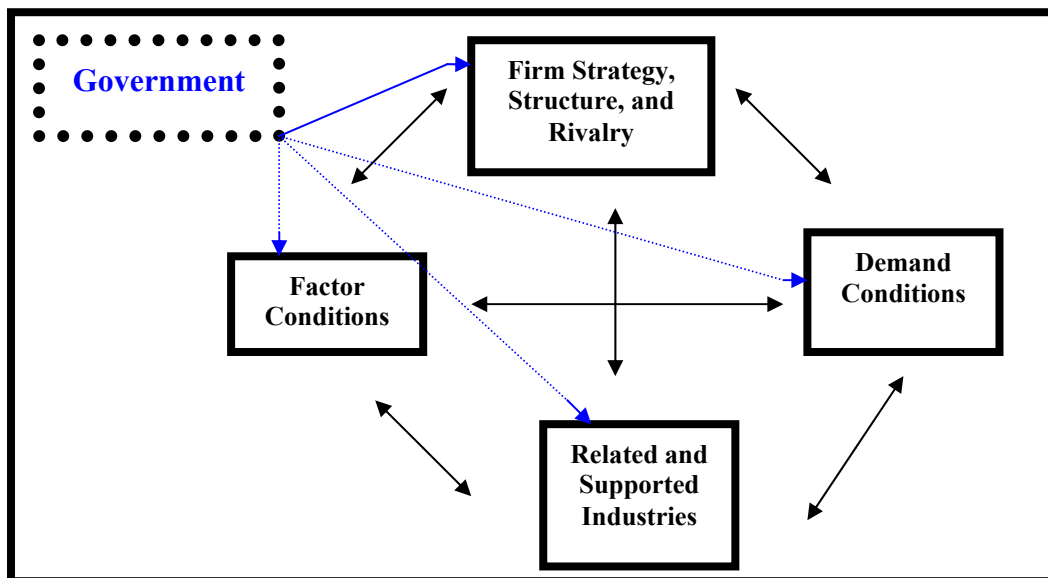 Government
Firm Strategy,
Structure, and
Rivalry
Factor
Conditions
Demand
Conditions
Related and
Supported
Industries